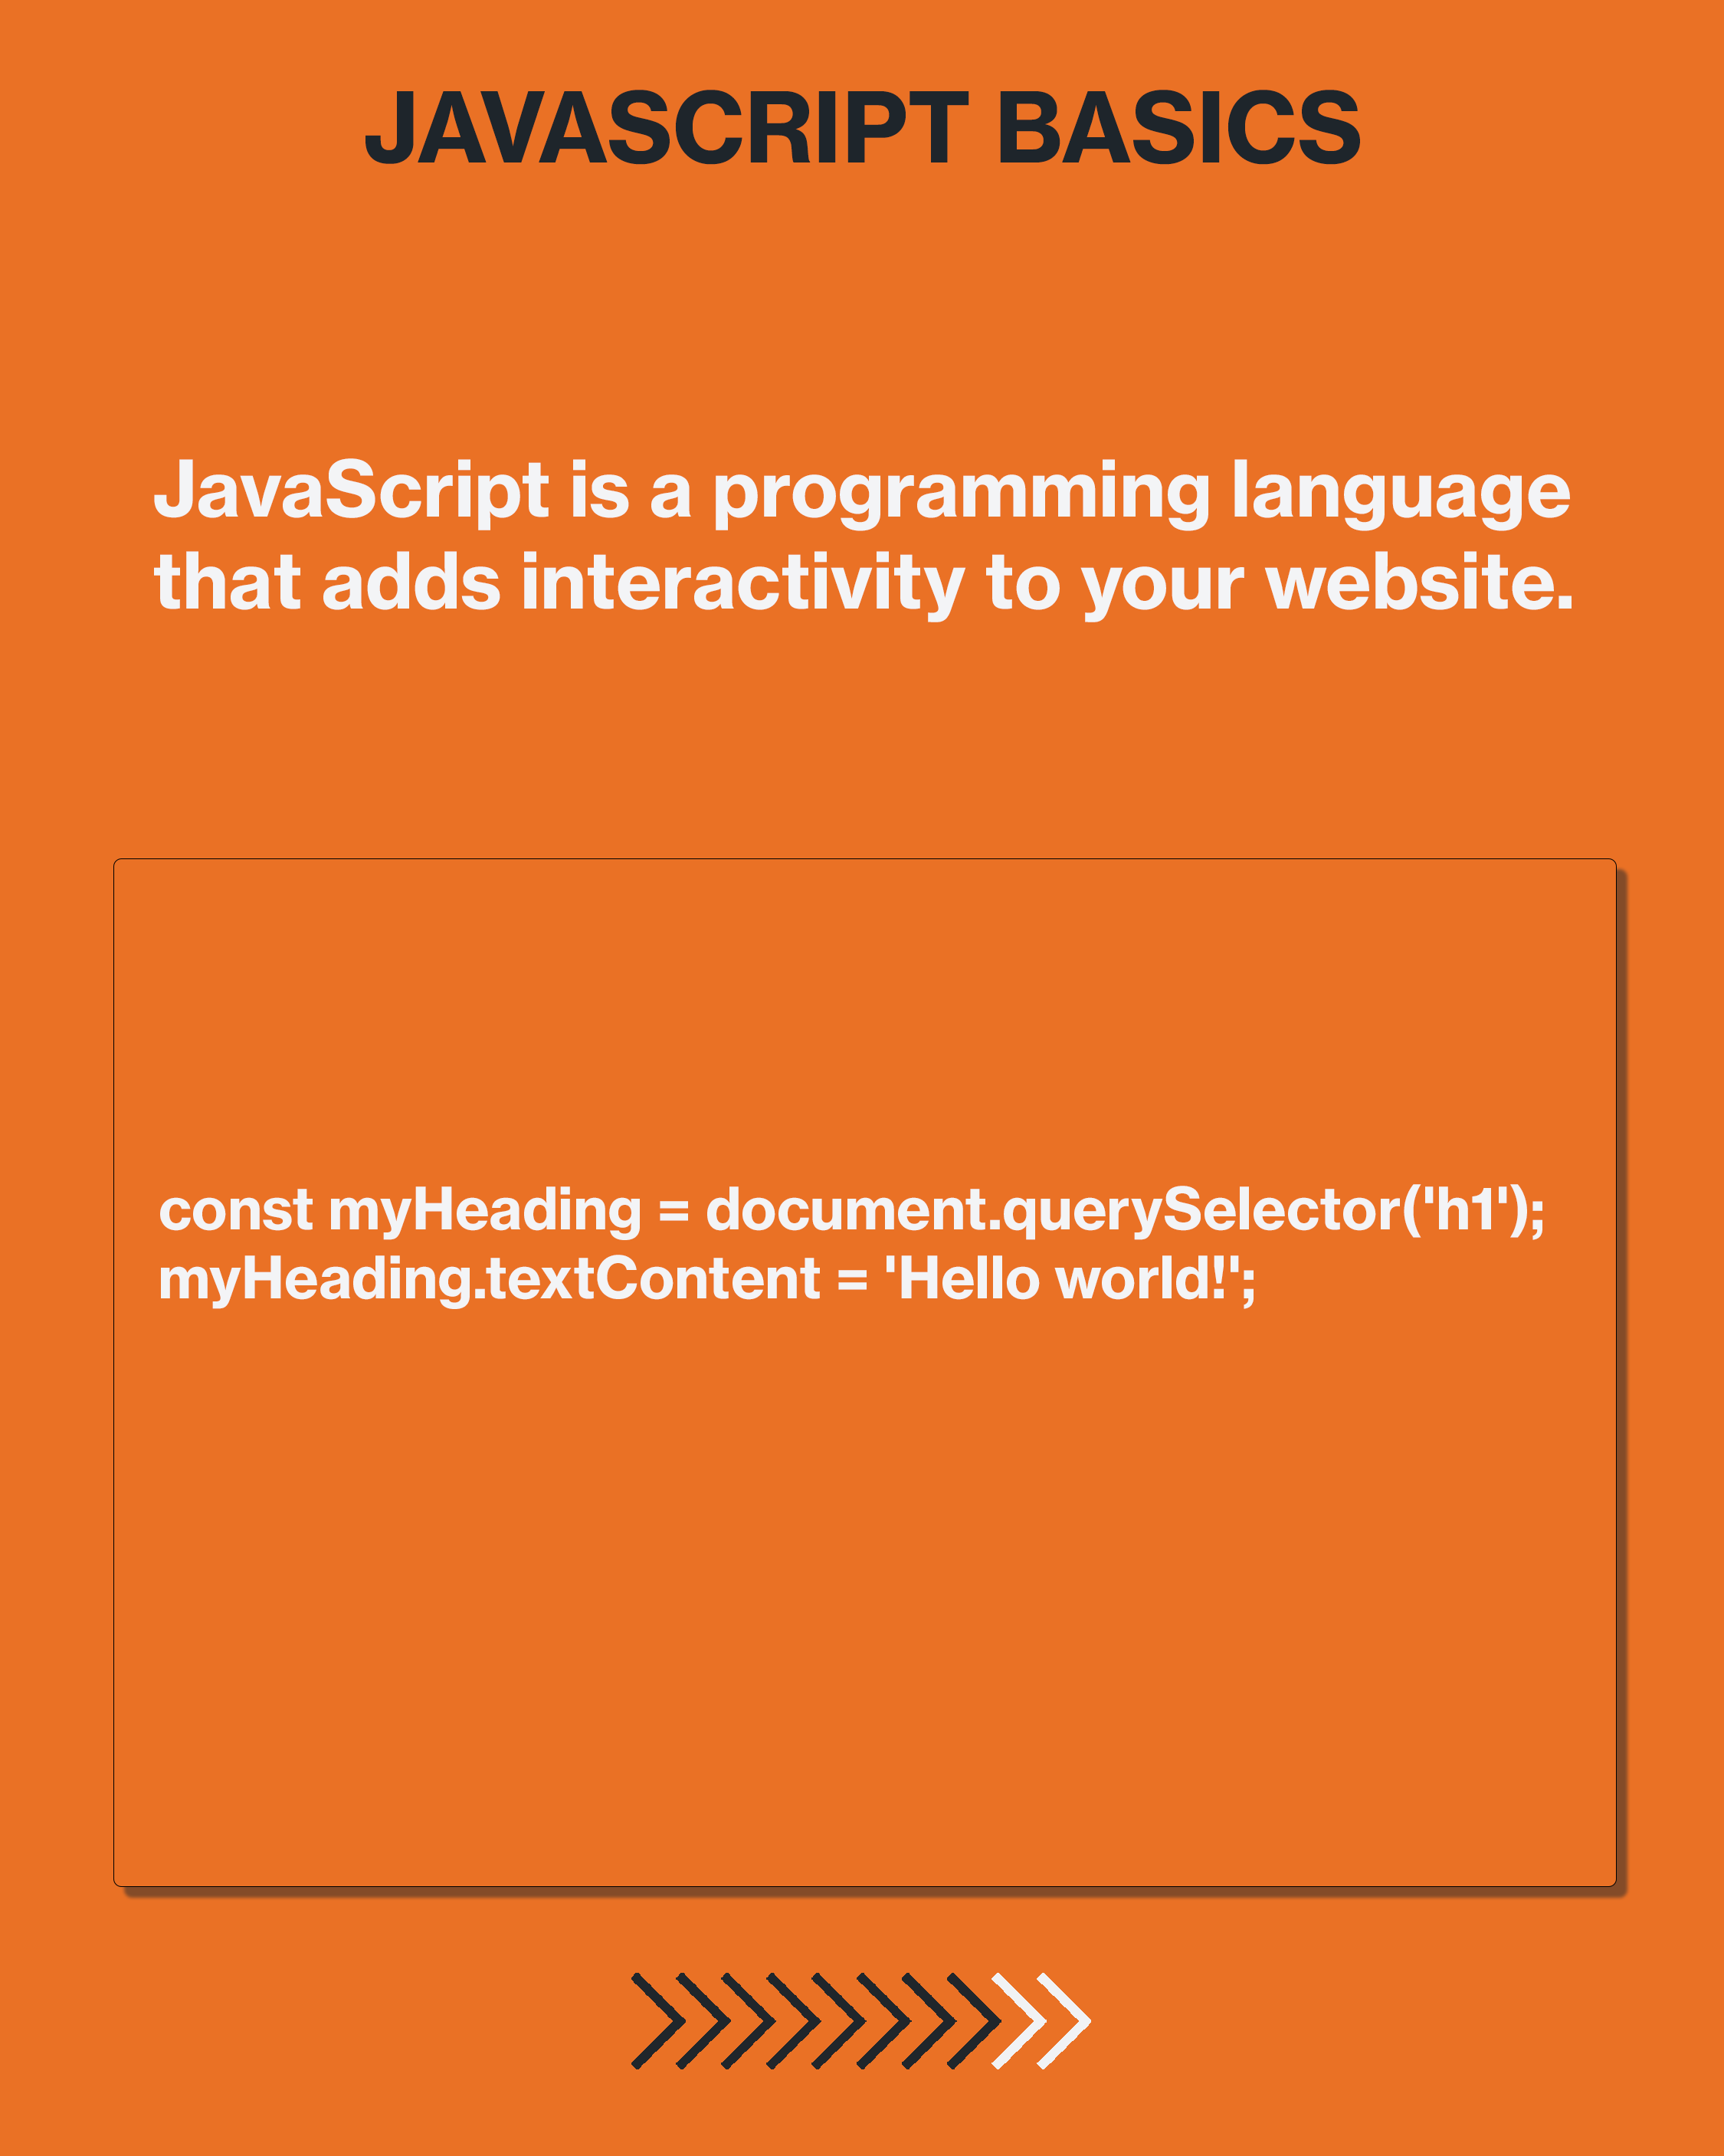 JAVASCRIPT BASICS
JavaScript is a programming language
that adds interactivity to your website.
const myHeading = document.querySelector('h1');
myHeading.textContent = 'Hello world!';